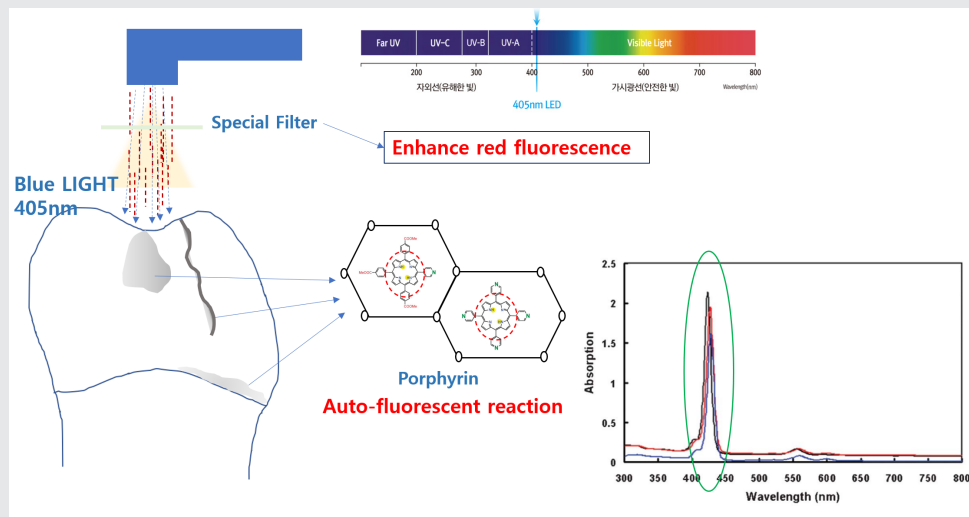 Far UV
UV-C
UV-B
UV-A
Visible Light
200
300
400
500
600
700
800
자외선(유해한 빛)
가시광선(안전한 빛)
Wavelength(nm)
405nm LED
Special Filter
Enhance red fluorescence
Blue LIGHT
405nm
COOMe
MeOOC
N
COOMe
N
N
N
N
Porphyrin
Auto-fluorescent reaction
2.5
2
1.5
1
0.5
0
Absorption
300
350
400
450
500
550
600
650
700
750
800
Wavelength (nm)